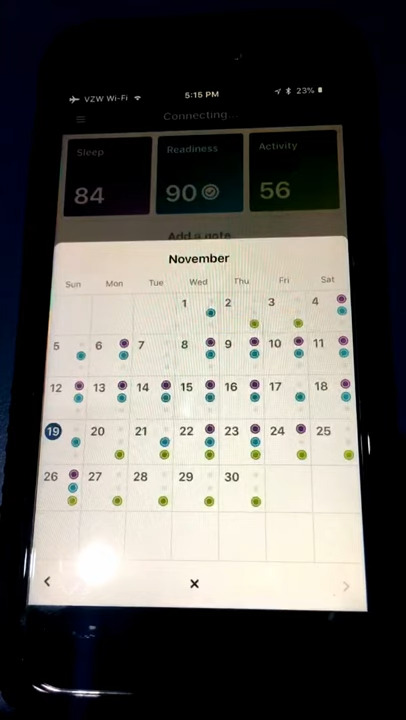 VZW Wi-Fi 5:15 PM 23%
Connecting...
Sleep Readiness Activity
84 90 56
Add a note
November
Sun Mon Tue Wed Thu Fri Sat
1 2 3 4
5 6 7 8 9 10 11
12 13 14 15 16 17 18
19 20 21 22 23 24 25
26 27 28 29 30